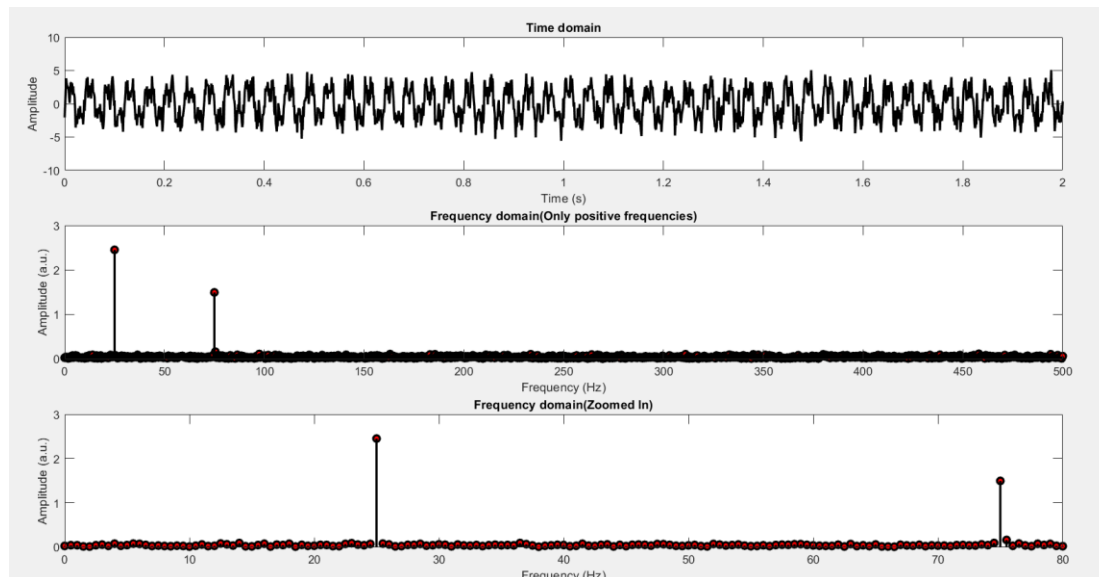 Time domain
10
5
0
-5
-10
Amplitude
0 0.2 0.4 0.6 0.8 1 1.2 1.4 1.6 1.8 2
Time (s)
Frequency domain(Only positive frequencies)
3
2
1
0
Amplitude (a.u.)
0 50 100 150 200 250 300 350 400 450 500
Frequency (Hz)
Frequency domain(Zoomed In)
3
2
1
0
Amplitude (a.u.)
0 10 20 30 40 50 60 70 80
Frequency (Hz)